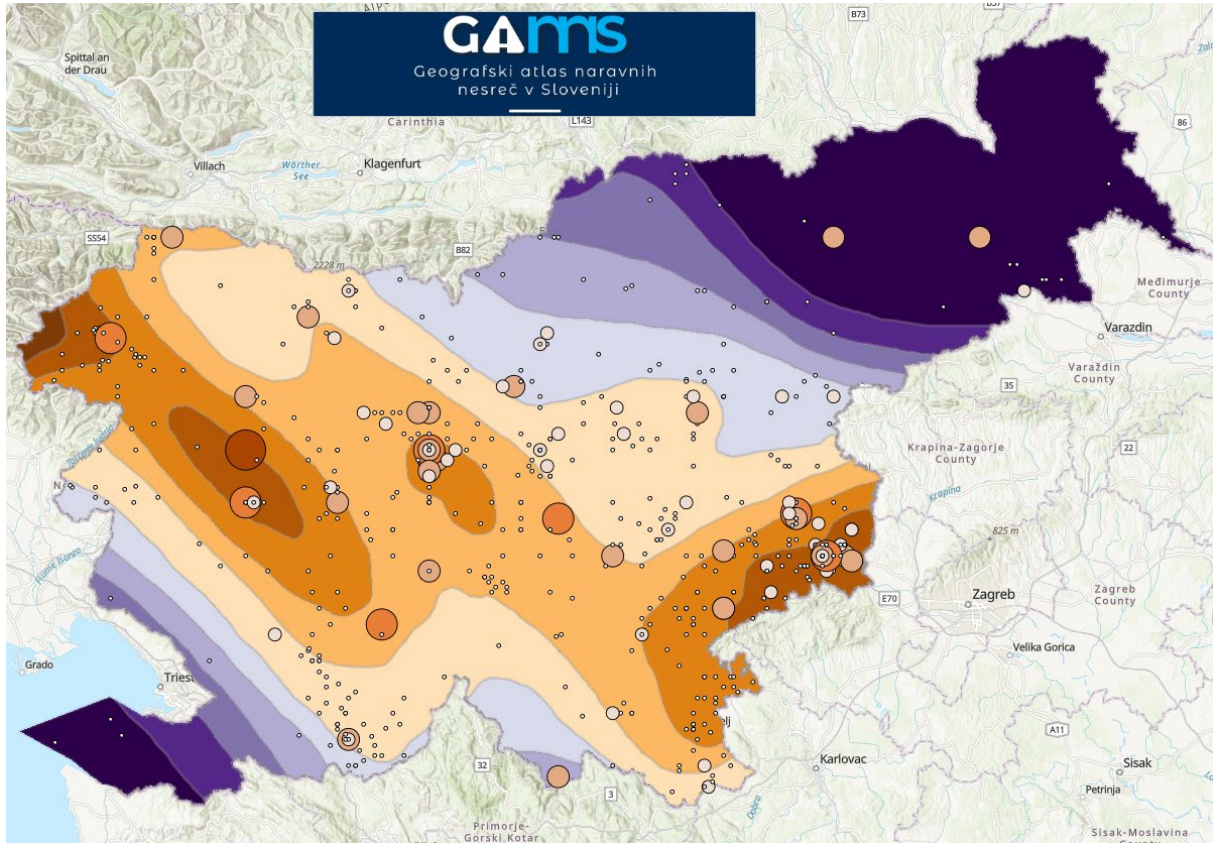 B73
Spittal an
der Drau
GAms
Geografski atlas naravnih
nesreč v Sloveniji
Carinthia
L143
86
Villach
Wörther
See
Klagenfurt
SS54
B82
2228 m
Međimurje
County
Varazdin
Varaždin
County
35
Krapina-Zagorje
County
22
Krapina
825 m
E70
Zagreb
Zagreb
County
Velika Gorica
Grado
A11
Karlovac
Sisak
Petrinja
32
3
Dobra
Primorje-
Gorski Kotar
Sisak-Moslavina